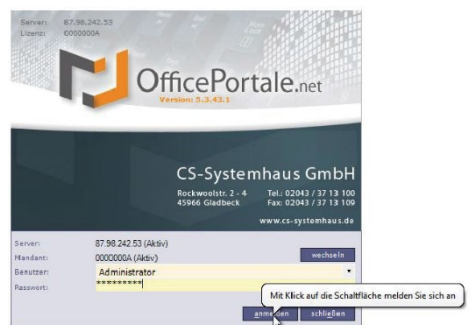 Server: 87.98.242.53
Lizenz: 0000000A
OfficePortale.net
Version: 5.3.43.1
CS-Systemhaus GmbH
Rockwoolstr. 2 - 4 Tel.: 02043 / 37 13 100
45966 Gladbeck Fax: 02043 / 37 13 109
www.cs-systemhaus.de
Server: 87.98.242.53 (Aktiv)
Mandant: 0000000A (Aktiv) wechseln
Benutzer: Administrator
Passwort: *********
Mit Klick auf die Schaltfläche melden Sie sich an
anmelden schließen